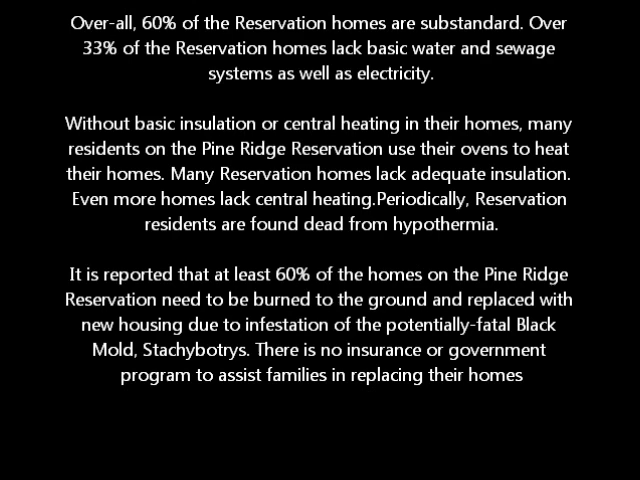 Over-all, 60% of the Reservation homes are substandard. Over
33% of the Reservation homes lack basic water and sewage
systems as well as electricity.
Without basic insulation or central heating in their homes, many
residents on the Pine Ridge Reservation use their ovens to heat
their homes. Many Reservation homes lack adequate insulation.
Even more homes lack central heating.Periodically, Reservation
residents are found dead from hypothermia.
It is reported that at least 60% of the homes on the Pine Ridge
Reservation need to be burned to the ground and replaced with
new housing due to infestation of the potentially-fatal Black
Mold, Stachybotrys. There is no insurance or government
program to assist families in replacing their homes